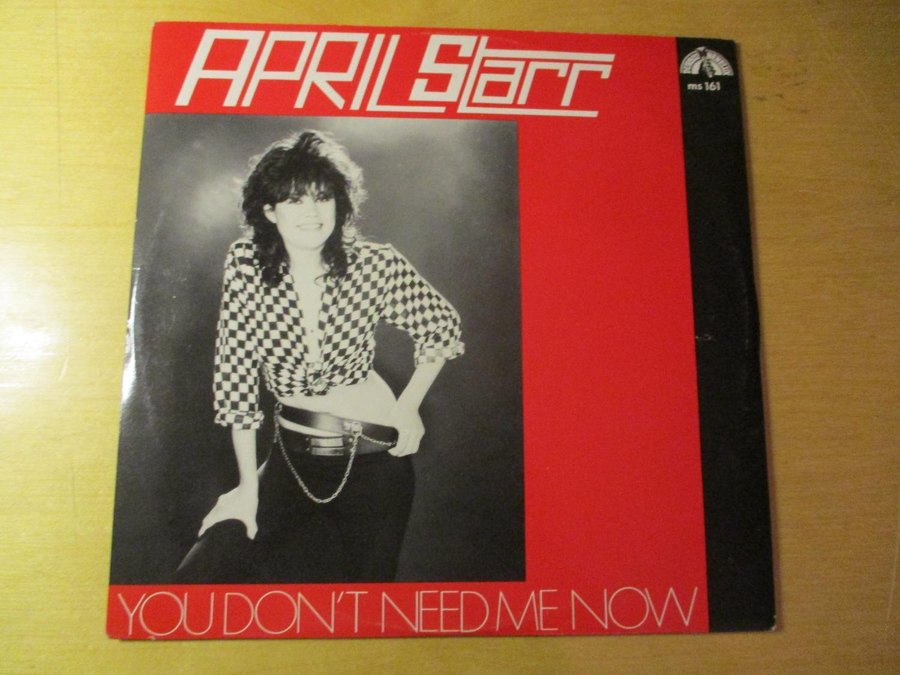 APRIL Starr
ms 161
YOU DON'T NEED ME NOW